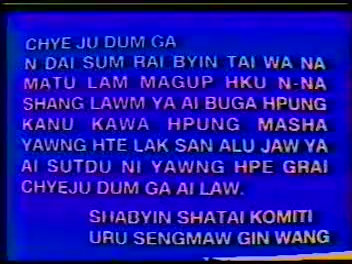 CHYE JU DUM GA
N DAI SUM RAI BYIN TAI WA NA
MATU LAM MAGUP HKU N-NA
SHANG LAWM YA AI BUGA HPUNG
KANU KAWA HPUNG MASHA
YAWNG HTE LAK SAN ALU JAW YA
AI SUTDU NI YAWNG HPE GRAI
CHYEJU DUM GA AI LAW.
SHABYIN SHATAI KOMITI
URU SENGMAW GIN WANG